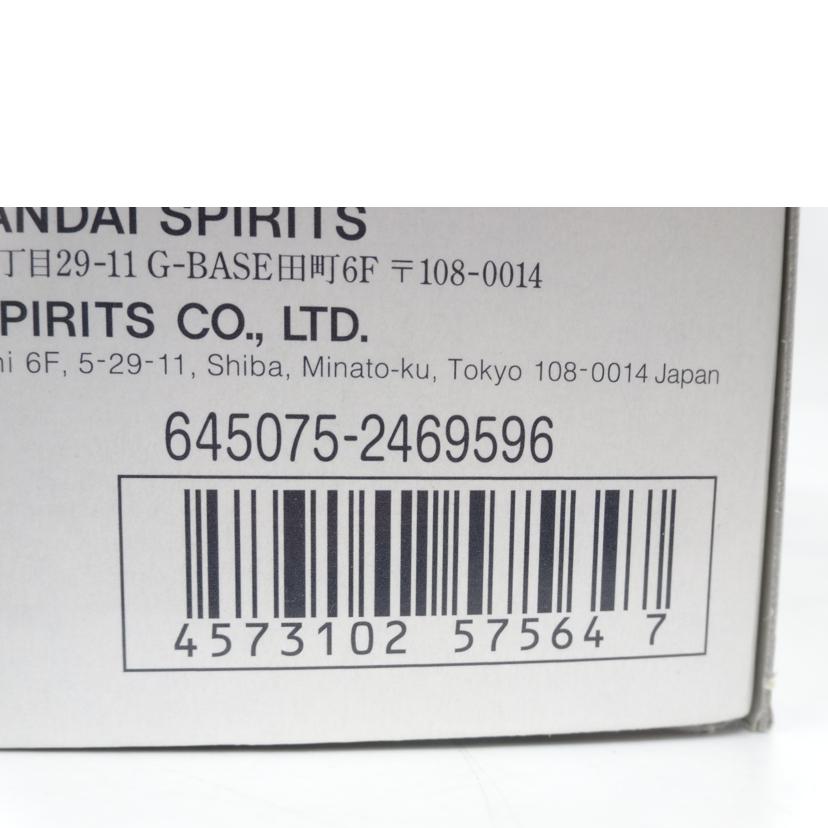 ANDAI SPIRITS
丁目29-11 G-BASE田町6F 〒108-0014
PIRITS CO., LTD.
hi 6F, 5-29-11, Shiba, Minato-ku, Tokyo 108-0014 Japan
645075-2469596
4573102 57564 7